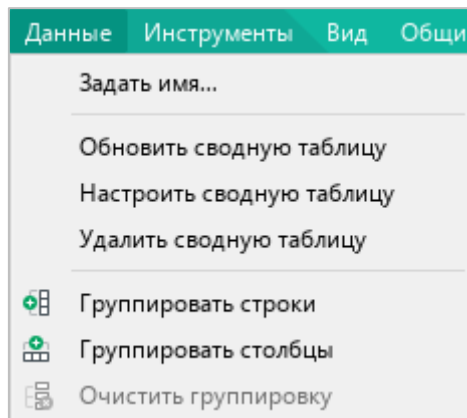 Данные Инструменты Вид Общи
Задать имя...
Обновить сводную таблицу
Настроить сводную таблицу
Удалить сводную таблицу
Группировать строки
Группировать столбцы
Очистить группировку